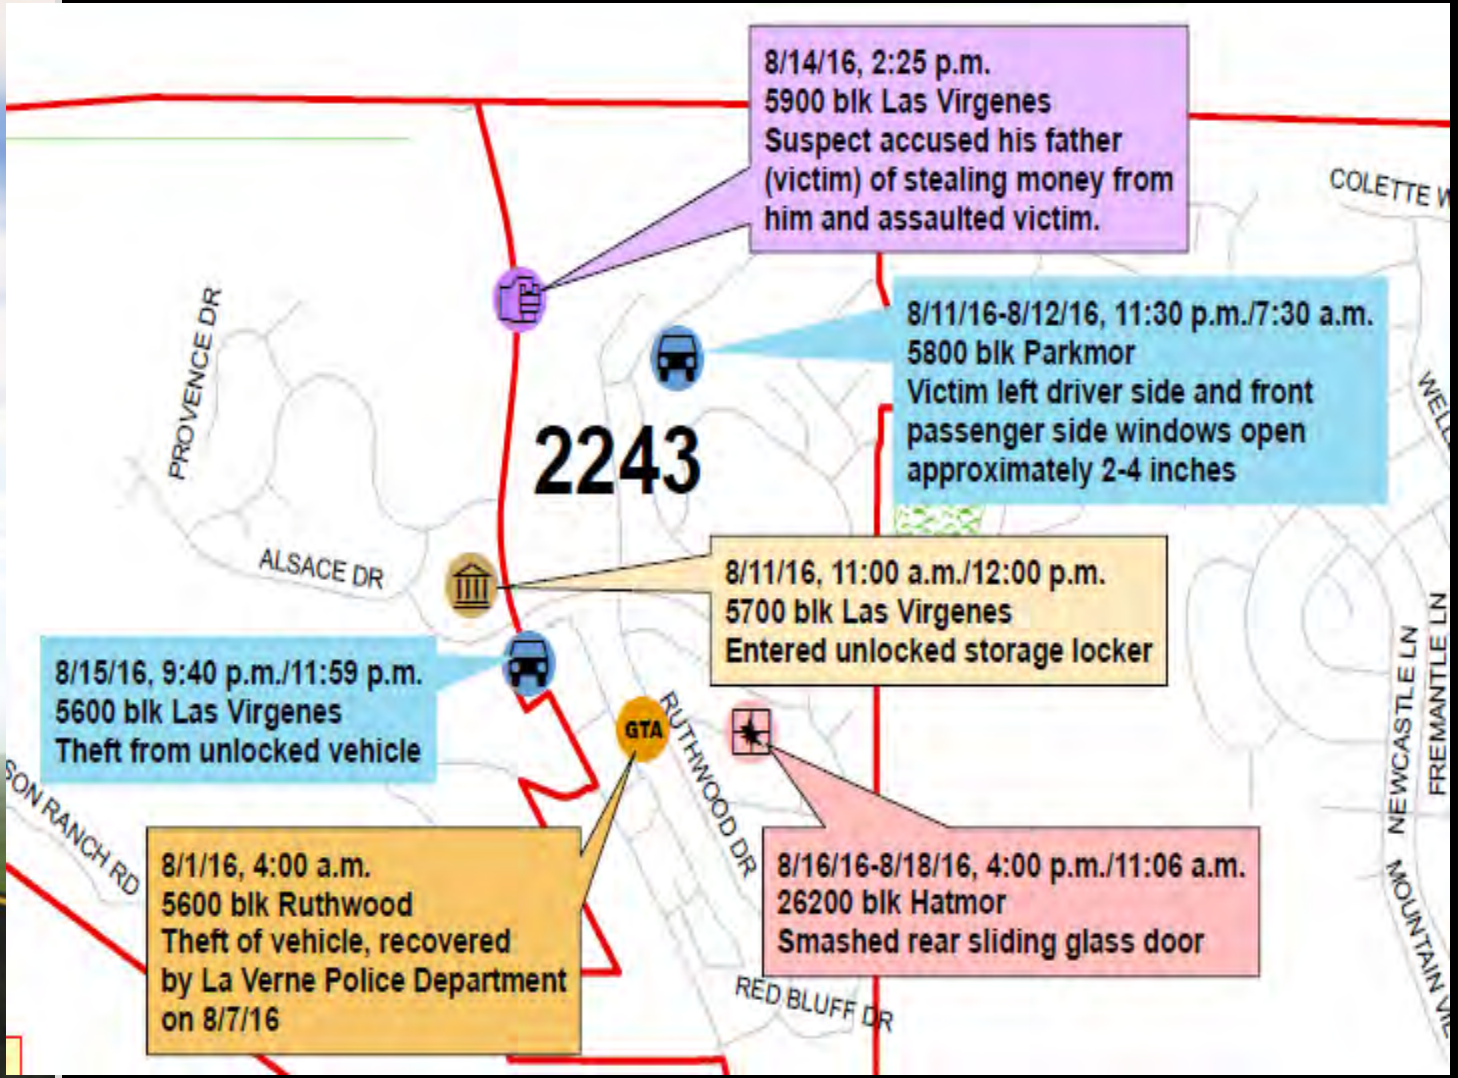 8/14/16, 2:25 p.m.
5900 blk Las Virgenes
Suspect accused his father
(victim) of stealing money from
him and assaulted victim.
COLETTE W
8/11/16-8/12/16, 11:30 p.m./7:30 a.m.
5800 blk Parkmor
Victim left driver side and front
passenger side windows open
approximately 2-4 inches
PROVENCE DR
WELL
2243
ALSACE DR
8/11/16, 11:00 a.m./12:00 p.m.
5700 blk Las Virgenes
Entered unlocked storage locker
8/15/16, 9:40 p.m./11:59 p.m.
5600 blk Las Virgenes
Theft from unlocked vehicle
GTA
RUTHWOOD DR
NEWCASTLE LN
FREMANTLE LN
SON RANCH RD
8/1/16, 4:00 a.m.
5600 blk Ruthwood
Theft of vehicle, recovered
by La Verne Police Department
on 8/7/16
8/16/16-8/18/16, 4:00 p.m./11:06 a.m.
26200 blk Hatmor
Smashed rear sliding glass door
RED BLUFF DR
MOUNTAIN VIE